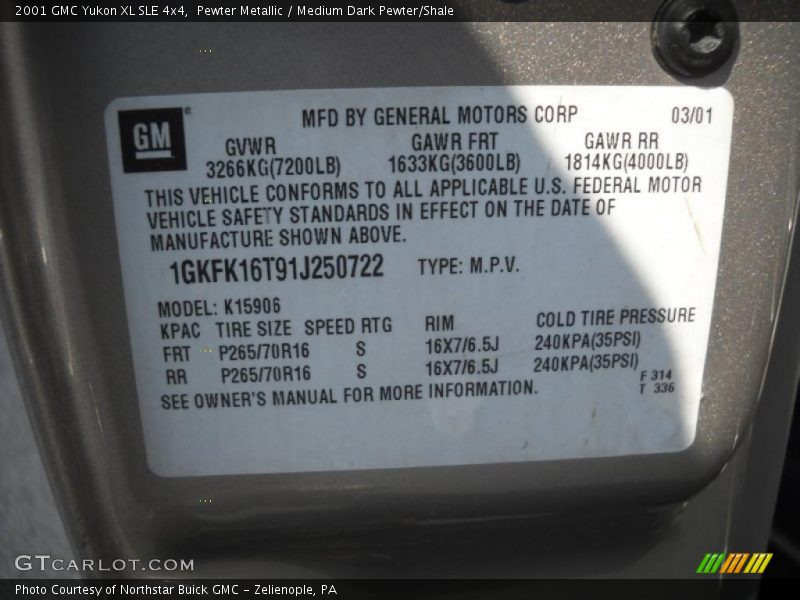 2001 GMC Yukon XL SLE 4x4, Pewter Metallic / Medium Dark Pewter/Shale
GM ®
MFD BY GENERAL MOTORS CORP 03/01
GVWR GAWR FRT GAWR RR
3266KG(7200LB) 1633KG(3600LB) 1814KG(4000LB)
THIS VEHICLE CONFORMS TO ALL APPLICABLE U.S. FEDERAL MOTOR
VEHICLE SAFETY STANDARDS IN EFFECT ON THE DATE OF
MANUFACTURE SHOWN ABOVE.
1GKFK16T91J250722 TYPE: M.P.V.
MODEL: K15906
KPAC TIRE SIZE SPEED RTG RIM COLD TIRE PRESSURE
FRT P265/70R16 S 16X7/6.5J 240KPA(35PSI)
RR P265/70R16 S 16X7/6.5J 240KPA(35PSI)
SEE OWNER'S MANUAL FOR MORE INFORMATION.
F 314
T 336
GTCARLOT.COM
Photo Courtesy of Northstar Buick GMC - Zelienople, PA